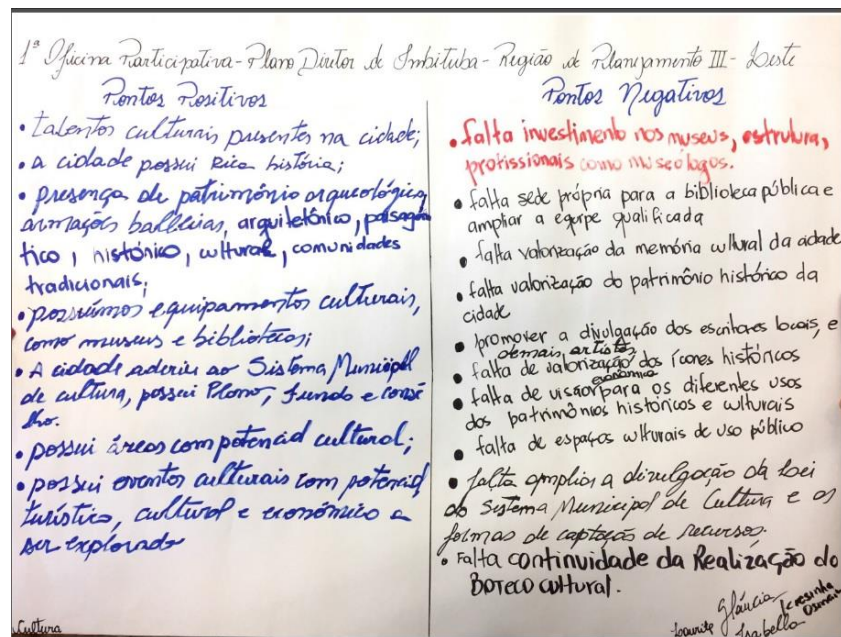 1ª Oficina Participativa - Plano Diretor de Imbituba - Região de Planejamento III - Leste
Pontos Positivos
• talentos culturais presentes na cidade;
• a cidade possui Rica história;
• presença de patrimônio arqueológico,
armações baleeiras, arquitetônico, paisagís
tico, histórico, cultural, comunidades
tradicionais;
• possuímos equipamentos culturais,
como museus e bibliotecas;
• A cidade aderiu ao Sistema Municipal
de cultura, possui Plano, fundo e conse
lho.
• possui áreas com potencial cultural;
• possui eventos culturais com potencial
turístico, cultural e econômico a
ser explorado
Cultura
Pontos Negativos
• falta investimento nos museus, estrutura,
profissionais como museólogos.
• falta sede própria para a biblioteca pública e
ampliar a equipe qualificada
• falta valorização da memória cultural da cidade
• falta valorização do patrimônio histórico da
cidade
• promover a divulgação dos escritores locais, e
demais artistas
• falta de valorização dos ícones históricos
• falta de visão econômica para os diferentes usos
dos patrimônios históricos e culturais
• falta de espaços culturais de uso público
• falta ampliar a divulgação da Lei
do Sistema Municipal de Cultura e as
formas de captação de recursos.
• Falta continuidade da Realização do
Boteco cultural.
Gláucia Teresinha
Isabella